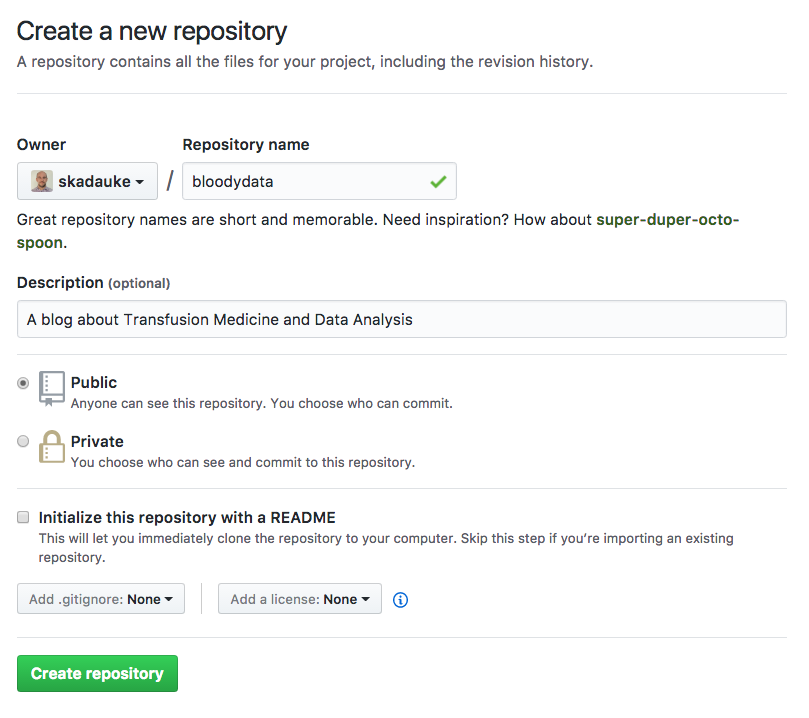 Create a new repository
A repository contains all the files for your project, including the revision history.
Owner
Repository name
skadauke
/
bloodydata
Great repository names are short and memorable. Need inspiration? How about super-duper-octo-
spoon.
Description (optional)
A blog about Transfusion Medicine and Data Analysis
Public
Anyone can see this repository. You choose who can commit.
Private
You choose who can see and commit to this repository.
Initialize this repository with a README
This will let you immediately clone the repository to your computer. Skip this step if you’re importing an existing
repository.
Add .gitignore: None
Add a license: None
Create repository